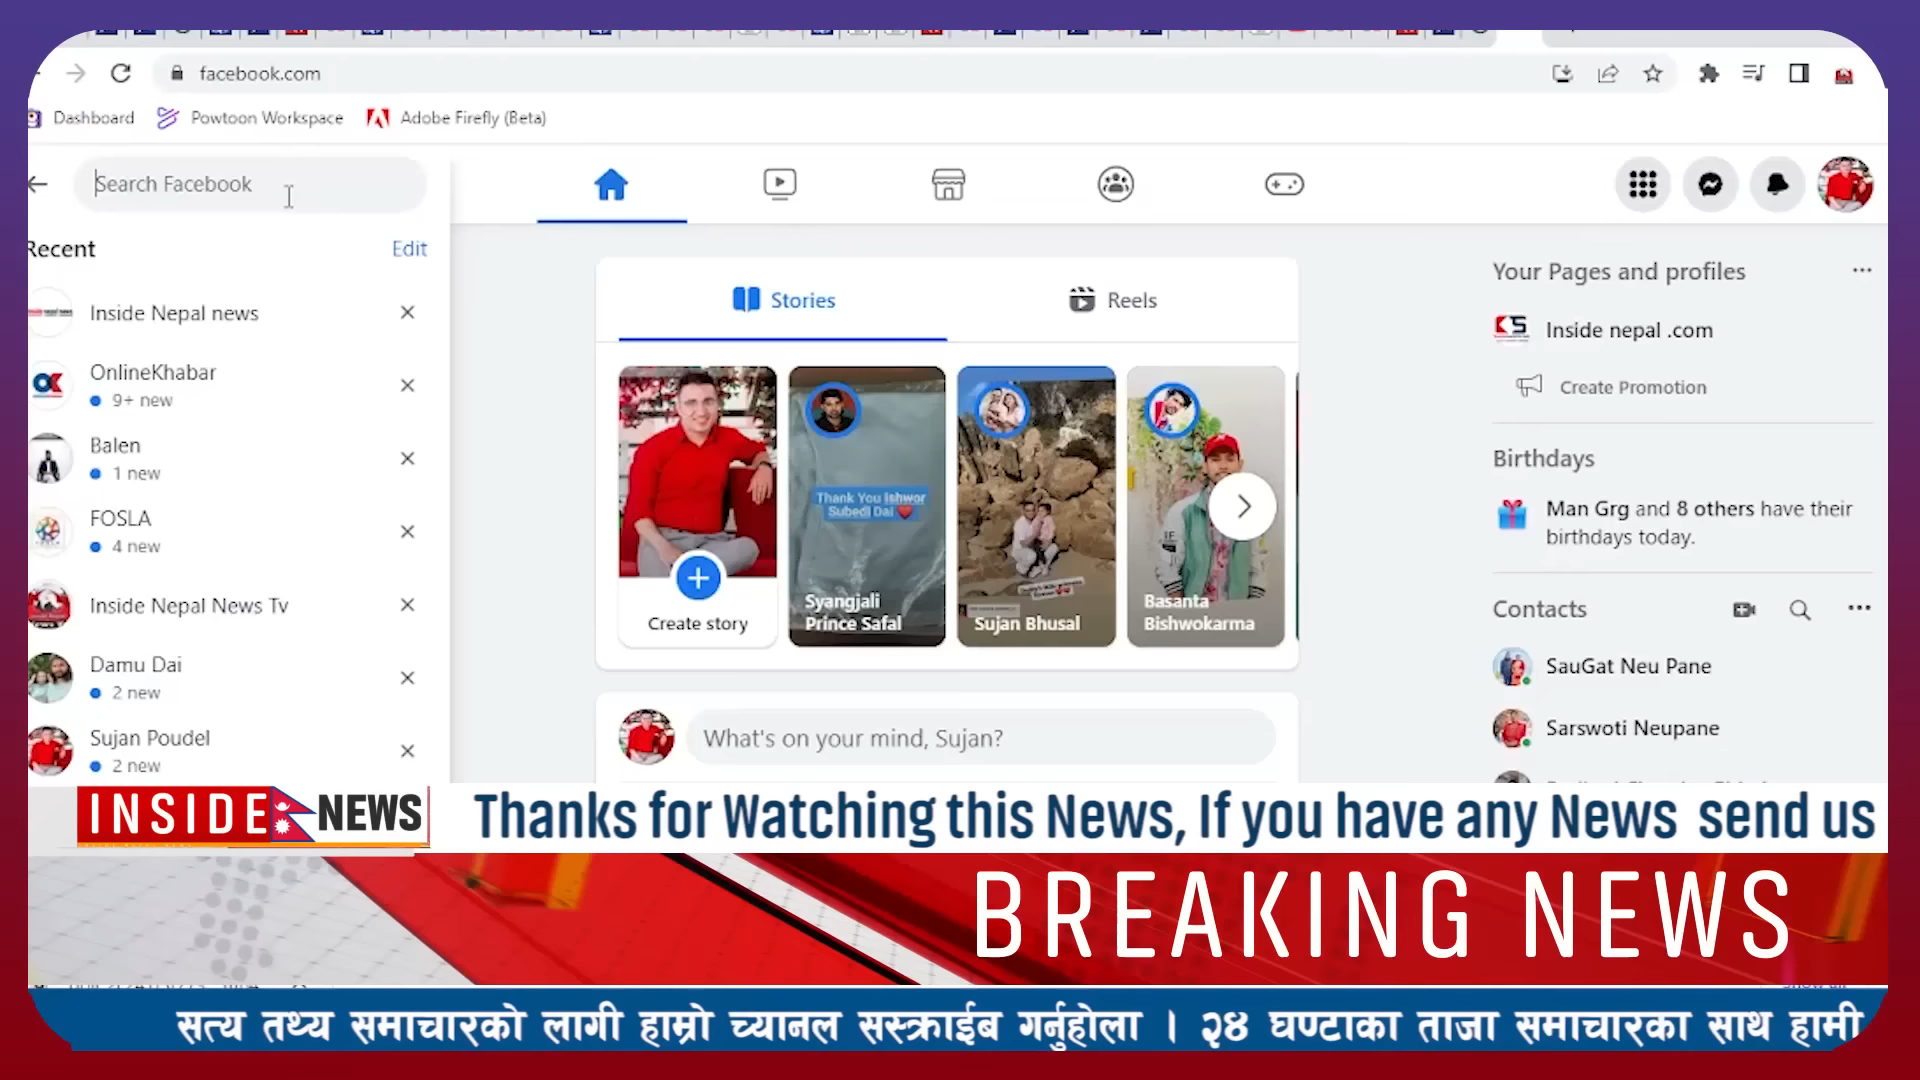 facebook.com
Dashboard
Powtoon Workspace
Adobe Firefly (Beta)
Search Facebook
Recent
Edit
Inside Nepal news
OnlineKhabar
9+ new
Balen
1 new
FOSLA
4 new
Inside Nepal News Tv
Damu Dai
2 new
Sujan Poudel
2 new
Stories
Reels
Create story
Thank You Ishwor
Subedi Dai
Syangjali
Prince Safal
Sujan Bhusal
Basanta
Bishwokarma
What's on your mind, Sujan?
Your Pages and profiles
Inside nepal .com
Create Promotion
Birthdays
Man Grg and 8 others have their
birthdays today.
Contacts
SauGat Neu Pane
Sarswoti Neupane
INSIDE NEWS
Thanks for Watching this News, If you have any News send us
BREAKING NEWS
सत्य तथ्य समाचारको लागी हाम्रो च्यानल सस्क्राईब गर्नुहोला । २४ घण्टाका ताजा समाचारका साथ हामी